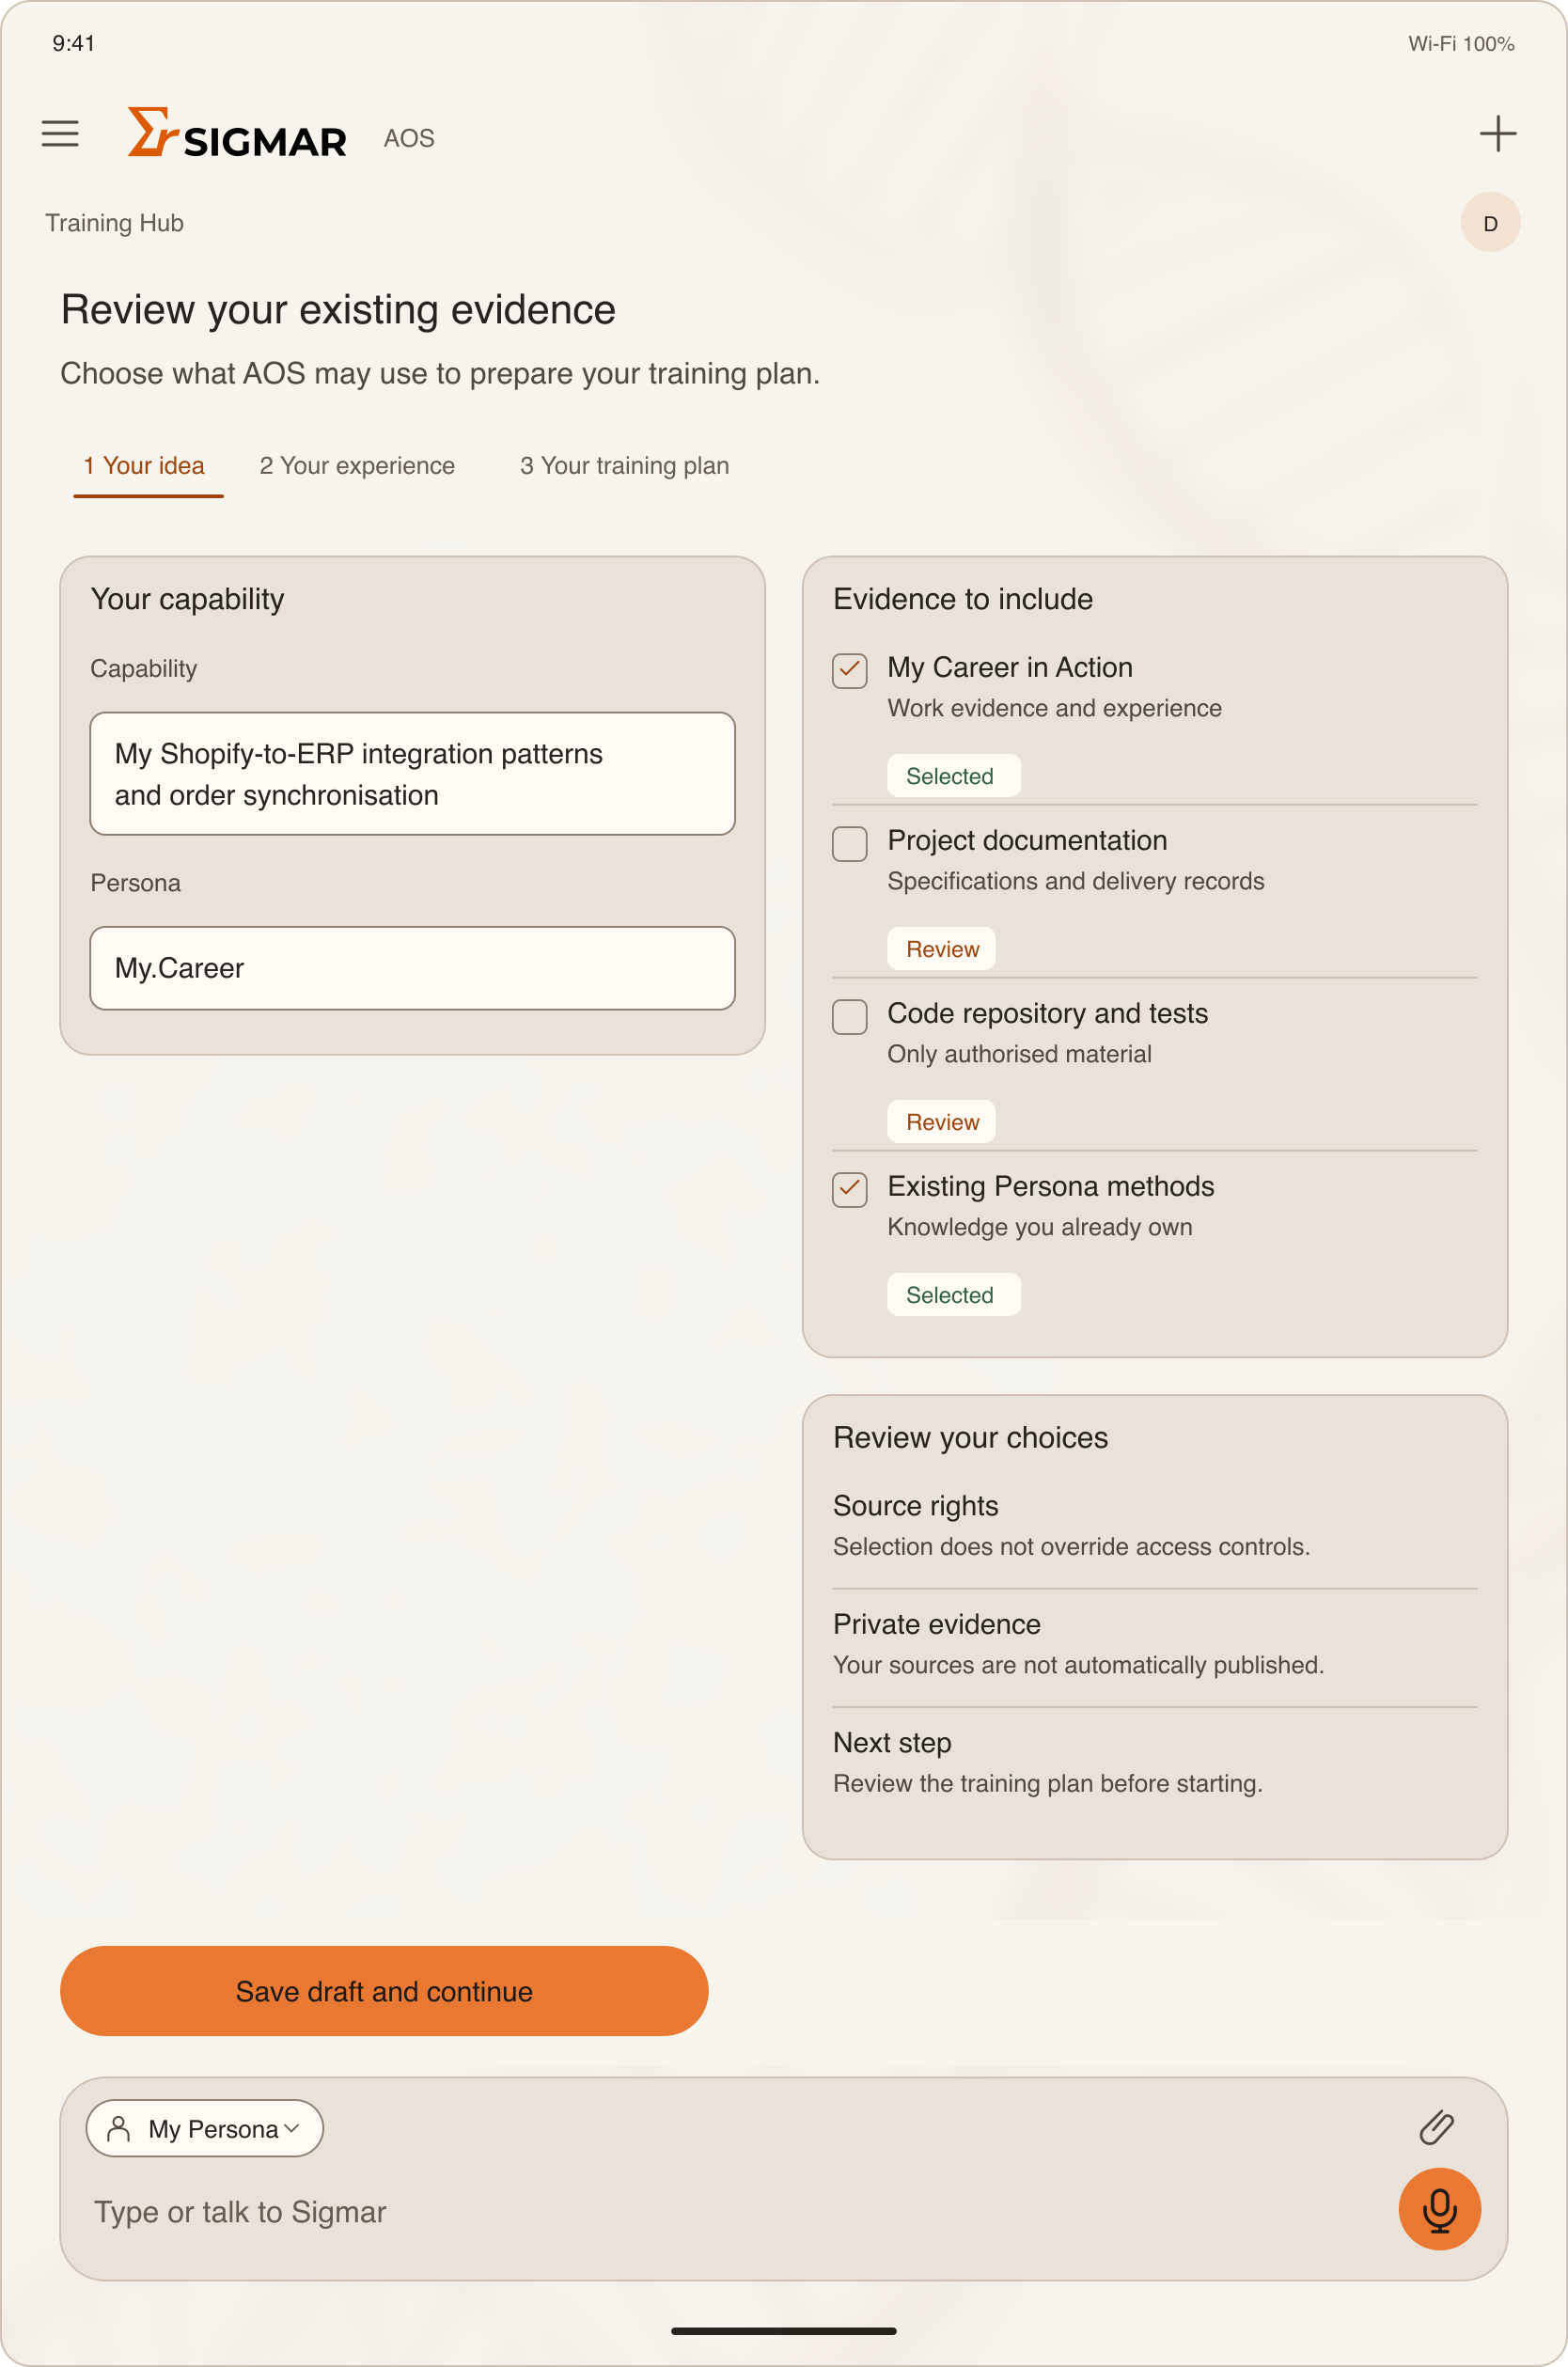 9:41
Wi-Fi 100%
Σr SIGMAR
AOS
Training Hub
D
Review your existing evidence
Choose what AOS may use to prepare your training plan.
1 Your idea
2 Your experience
3 Your training plan
Your capability
Capability
My Shopify-to-ERP integration patterns
and order synchronisation
Persona
My.Career
Evidence to include
My Career in Action
Work evidence and experience
Selected
Project documentation
Specifications and delivery records
Review
Code repository and tests
Only authorised material
Review
Existing Persona methods
Knowledge you already own
Selected
Review your choices
Source rights
Selection does not override access controls.
Private evidence
Your sources are not automatically published.
Next step
Review the training plan before starting.
Save draft and continue
My Persona
Type or talk to Sigmar